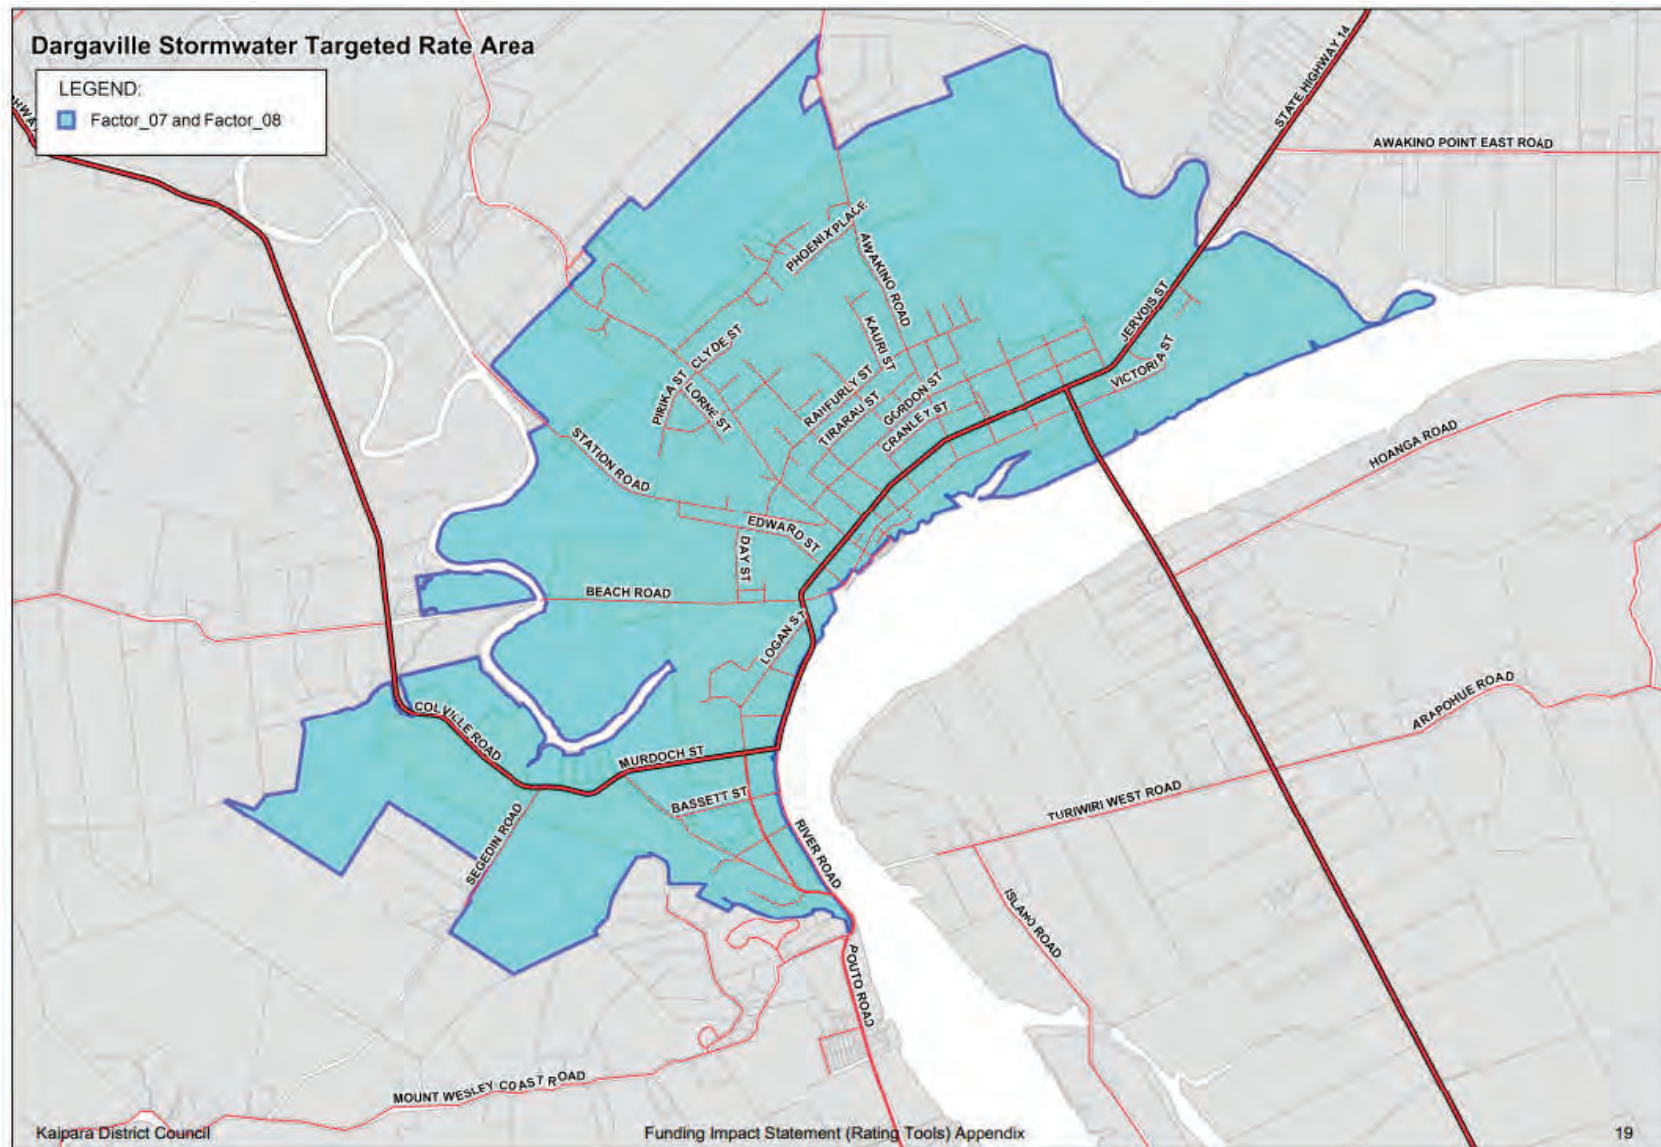 Dargaville Stormwater Targeted Rate Area
LEGEND:
Factor_07 and Factor_08
STATE HIGHWAY 14
AWAKINO POINT EAST ROAD
PHOENIX PLACE
AWAKINO ROAD
KAURI ST
JERVOIS ST
VICTORIA ST
CLYDE ST
PIRIKA ST
LORNE ST
RANFURLY ST
TIRARAU ST
GORDON ST
CRANLEY ST
STATION ROAD
HOANGA ROAD
EDWARD ST
DAY ST
BEACH ROAD
LOGAN ST
COLVILLE ROAD
MURDOCH ST
ARAPOHUE ROAD
BASSETT ST
TURIWIRI WEST ROAD
SEGEDIN ROAD
RIVER ROAD
ISLAND ROAD
POUTO ROAD
MOUNT WESLEY COAST ROAD
Kaipara District Council
Funding Impact Statement (Rating Tools) Appendix
19